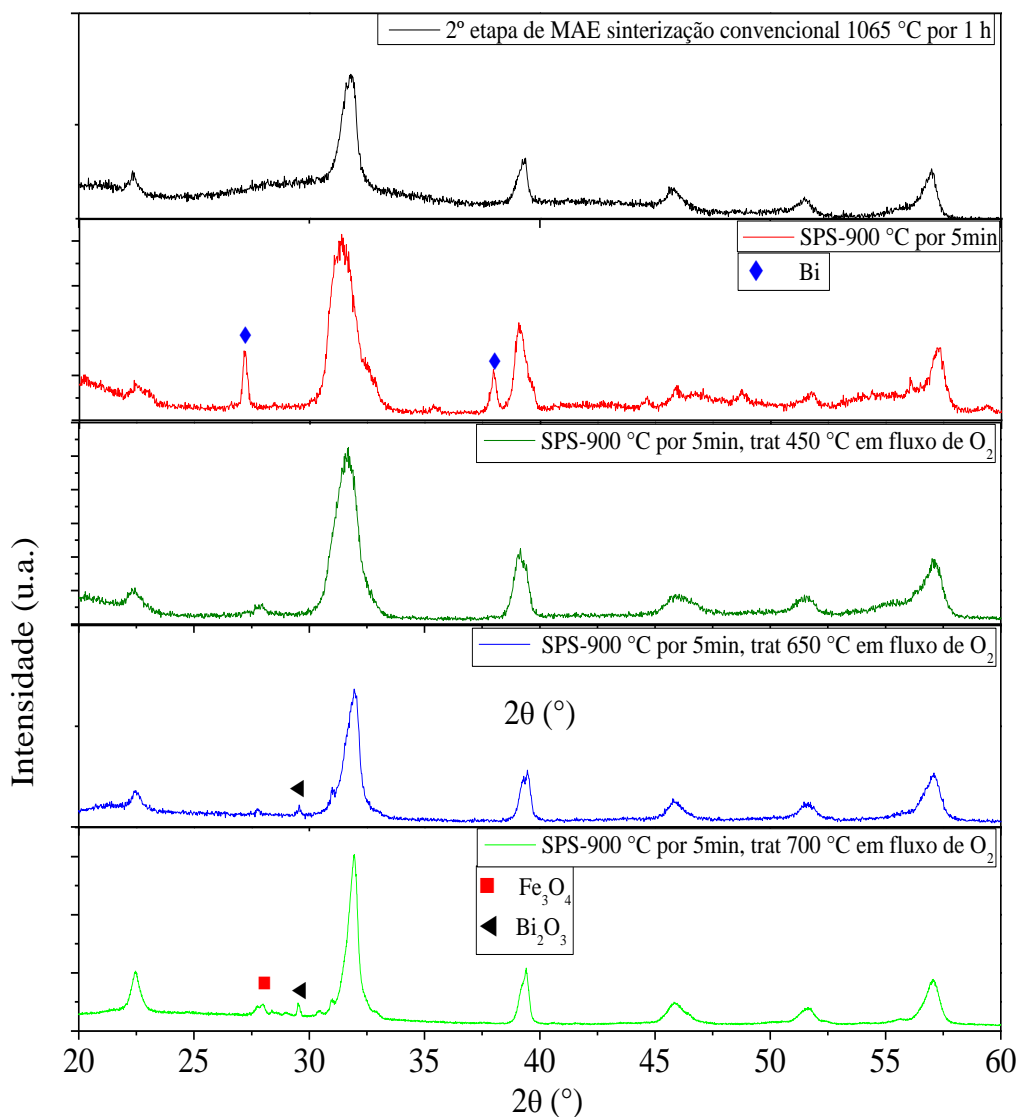 2º etapa de MAE sinterização convencional 1065 °C por 1 h
SPS-900 °C por 5min
Bi
SPS-900 °C por 5min, trat 450 °C em fluxo de O₂
SPS-900 °C por 5min, trat 650 °C em fluxo de O₂
2θ (°)
SPS-900 °C por 5min, trat 700 °C em fluxo de O₂
Fe₃O₄
Bi₂O₃
Intensidade (u.a.)
20 25 30 35 40 45 50 55 60
2θ (°)